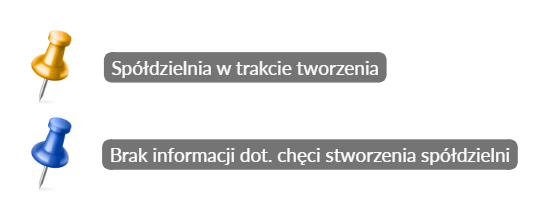 Spółdzielnia w trakcie tworzenia
Brak informacji dot. chęci stworzenia spółdzielni